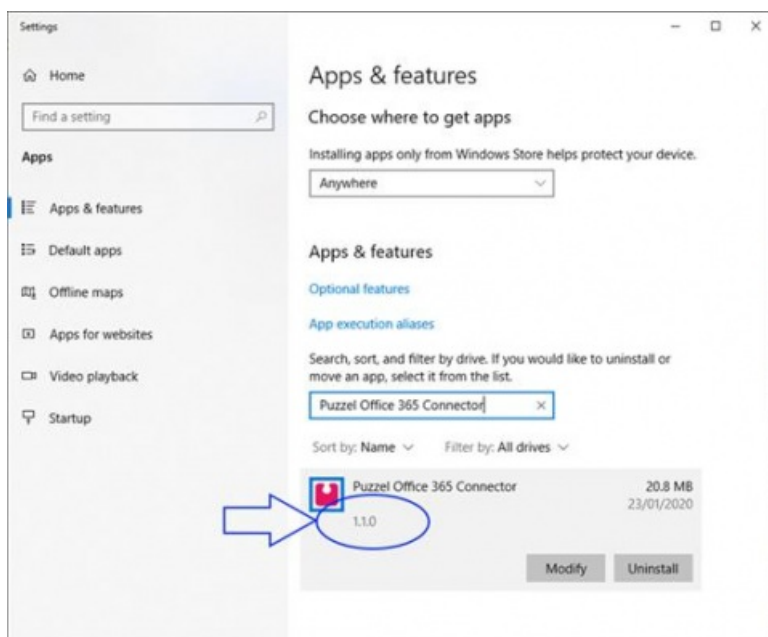 Settings
Home
Find a setting
Apps
Apps & features
Default apps
Offline maps
Apps for websites
Video playback
Startup
Apps & features
Choose where to get apps
Installing apps only from Windows Store helps protect your device.
Anywhere
Apps & features
Optional features
App execution aliases
Search, sort, and filter by drive. If you would like to uninstall or
move an app, select it from the list.
Puzzel Office 365 Connector
Sort by: Name Filter by: All drives
Puzzel Office 365 Connector 20.8 MB
23/01/2020
1.1.0
Modify Uninstall